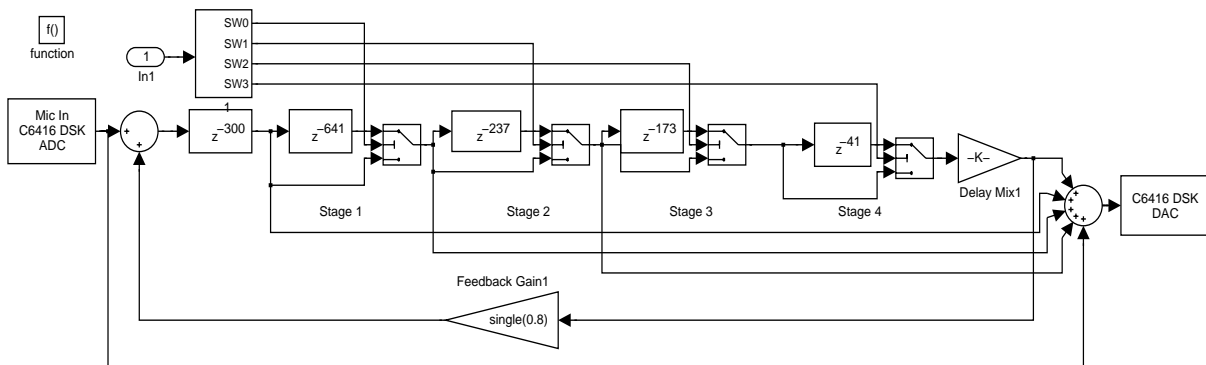 f()
function
1
In1
SW0
SW1
SW2
SW3
1
Mic In
C6416 DSK
ADC
+
+
z-300
z-641
z-237
z-173
z-41
-K-
Delay Mix1
Stage 1
Stage 2
Stage 3
Stage 4
+
+
+
+
+
C6416 DSK
DAC
Feedback Gain1
single(0.8)